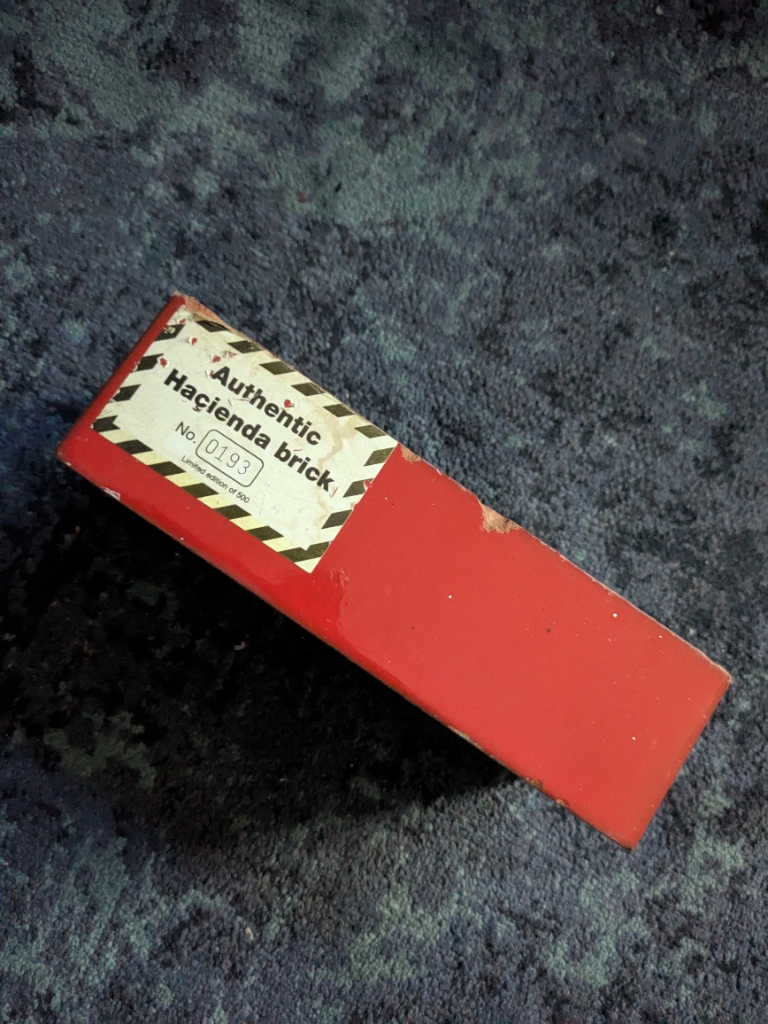 Authentic
Haçienda brick
No. 0193
Limited edition of 500